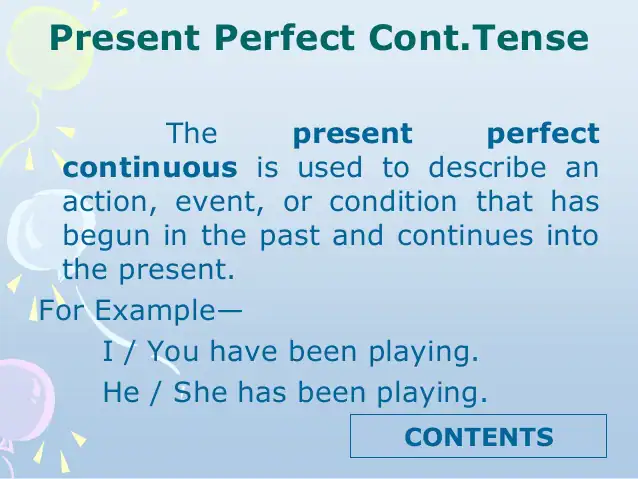 Present Perfect Cont.Tense
The present perfect
continuous is used to describe an
action, event, or condition that has
begun in the past and continues into
the present.
For Example—
I / You have been playing.
He / She has been playing.
CONTENTS